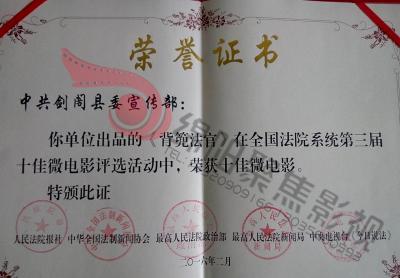 荣誉证书
中共剑阁县委宣传部：
你单位出品的《背篼法官》在全国法院系统第三届
十佳微电影评选活动中，荣获十佳微电影。
特颁此证
人民法院报社 中华全国法制新闻协会 最高人民法院政治部 最高人民法院新闻局 中央电视台《今日说法》
二〇一六年二月